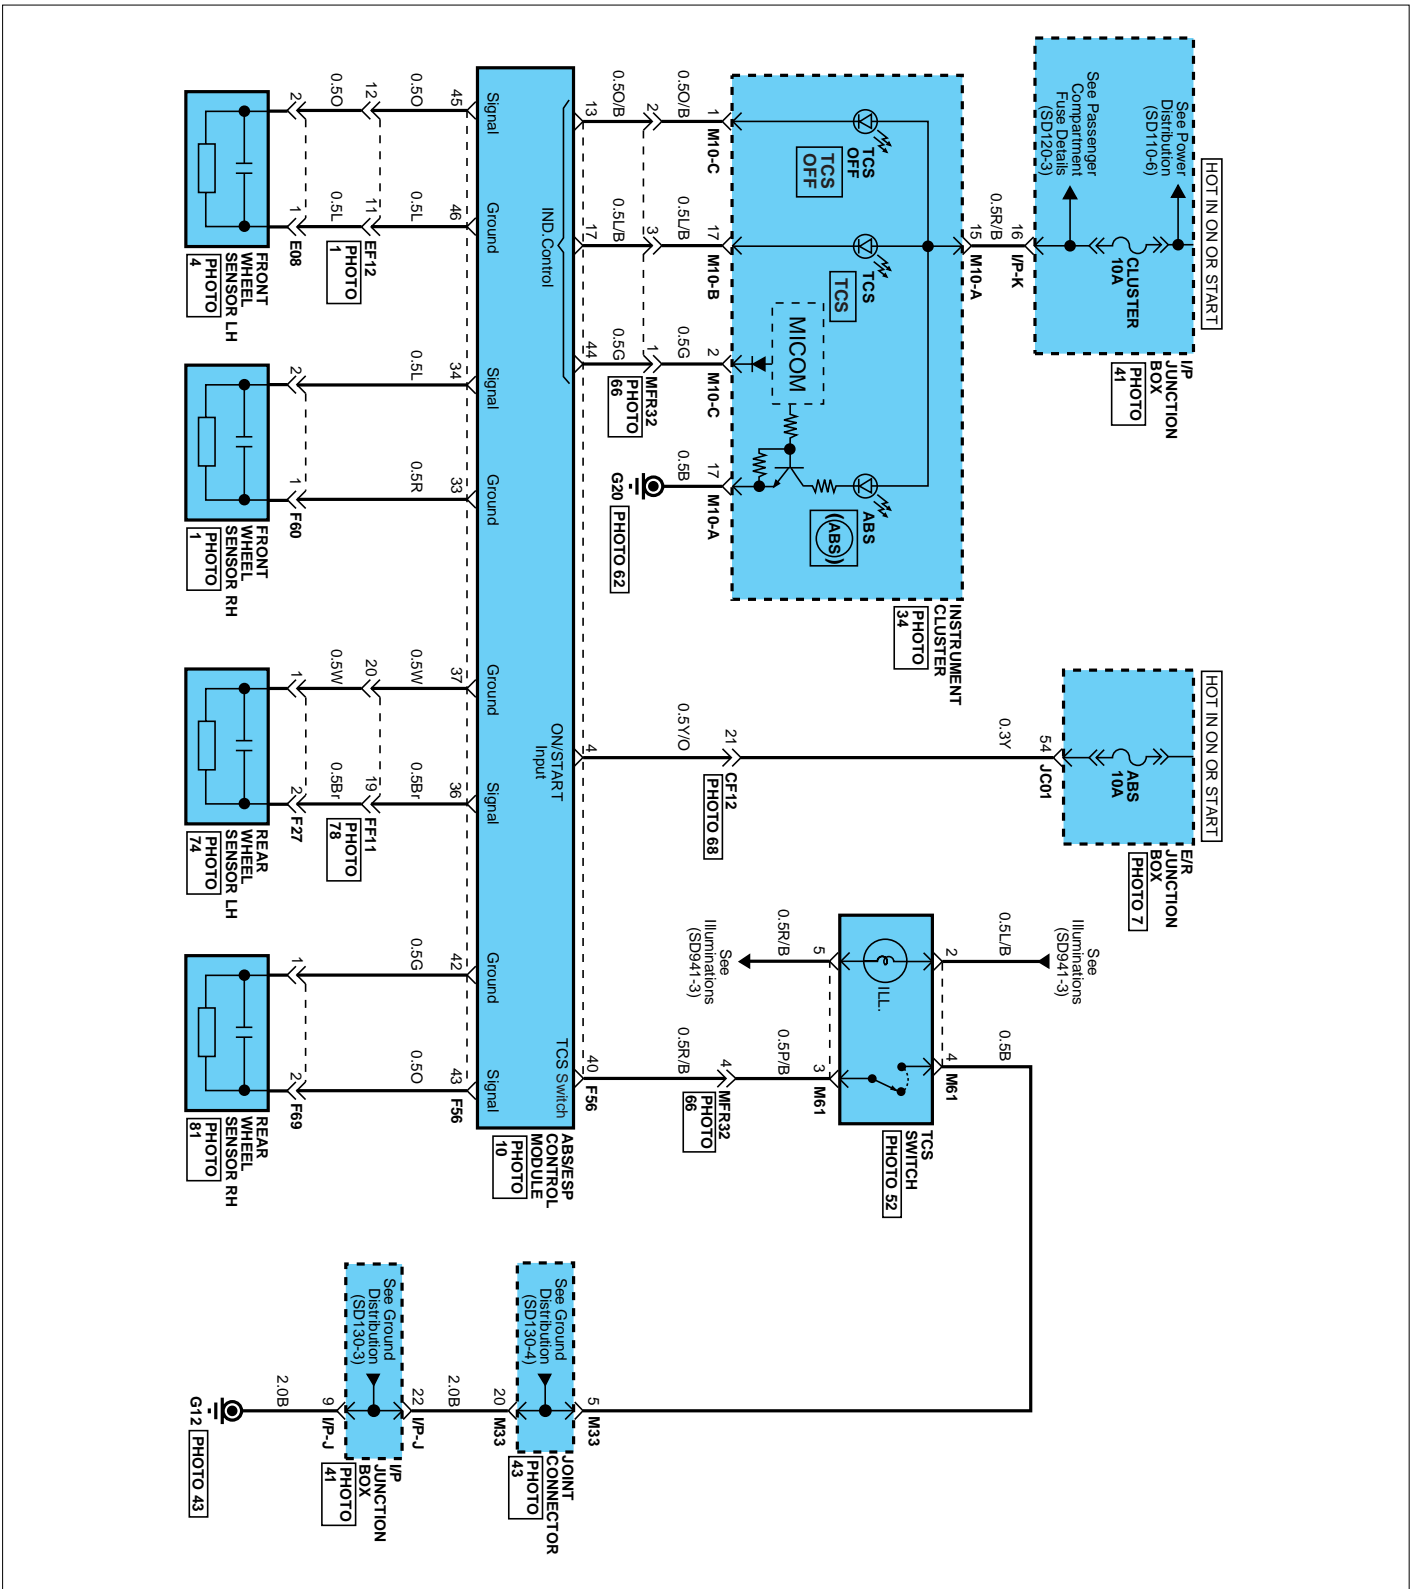 HOT IN ON OR START
See Power
Distribution
(SD110-6)
See Passenger
Compartment
Fuse Details
(SD120-3)
CLUSTER
10A
I/P
JUNCTION
BOX
PHOTO
41
16
I/P-K
0.5R/B
15
M10-A
TCS
OFF
TCS
OFF
TCS
TCS
MICOM
ABS
((ABS))
INSTRUMENT
CLUSTER
PHOTO
34
1
M10-C
17
M10-B
2
M10-C
17
M10-A
0.5O/B
0.5L/B
0.5G
0.5B
2
3
1
MFR32
PHOTO
66
G20
PHOTO 62
0.5O/B
0.5L/B
0.5G
13
17
44
IND.Control
HOT IN ON OR START
ABS
10A
E/R
JUNCTION
BOX
PHOTO 7
54
JC01
0.3Y
21
CF12
PHOTO 68
0.5Y/O
4
ON/START
Input
See
Illuminations
(SD941-3)
0.5L/B
2
ILL.
5
0.5R/B
See
Illuminations
(SD941-3)
0.5B
4
M61
TCS
SWITCH
PHOTO 52
3
M61
0.5P/B
4
MFR32
PHOTO
66
0.5R/B
40
F56
TCS Switch
ABS/ESP
CONTROL
MODULE
PHOTO
10
5
M33
See Ground
Distribution
(SD130-4)
JOINT
CONNECTOR
PHOTO
43
20
M33
2.0B
22
I/P-J
See Ground
Distribution
(SD130-3)
I/P
JUNCTION
BOX
PHOTO
41
9
I/P-J
2.0B
G12
PHOTO 43
Signal
Ground
Signal
Ground
Ground
Signal
Ground
Signal
45
46
34
33
37
36
42
43
F56
0.5O
0.5L
0.5L
0.5R
0.5W
0.5Br
0.5G
0.5O
12
11
EF12
PHOTO
1
20
19
FF11
PHOTO
78
0.5O
0.5L
0.5W
0.5Br
2
1
E08
2
1
F60
1
2
F27
1
2
F69
FRONT
WHEEL
SENSOR LH
PHOTO
4
FRONT
WHEEL
SENSOR RH
PHOTO
1
REAR
WHEEL
SENSOR LH
PHOTO
74
REAR
WHEEL
SENSOR RH
PHOTO
81